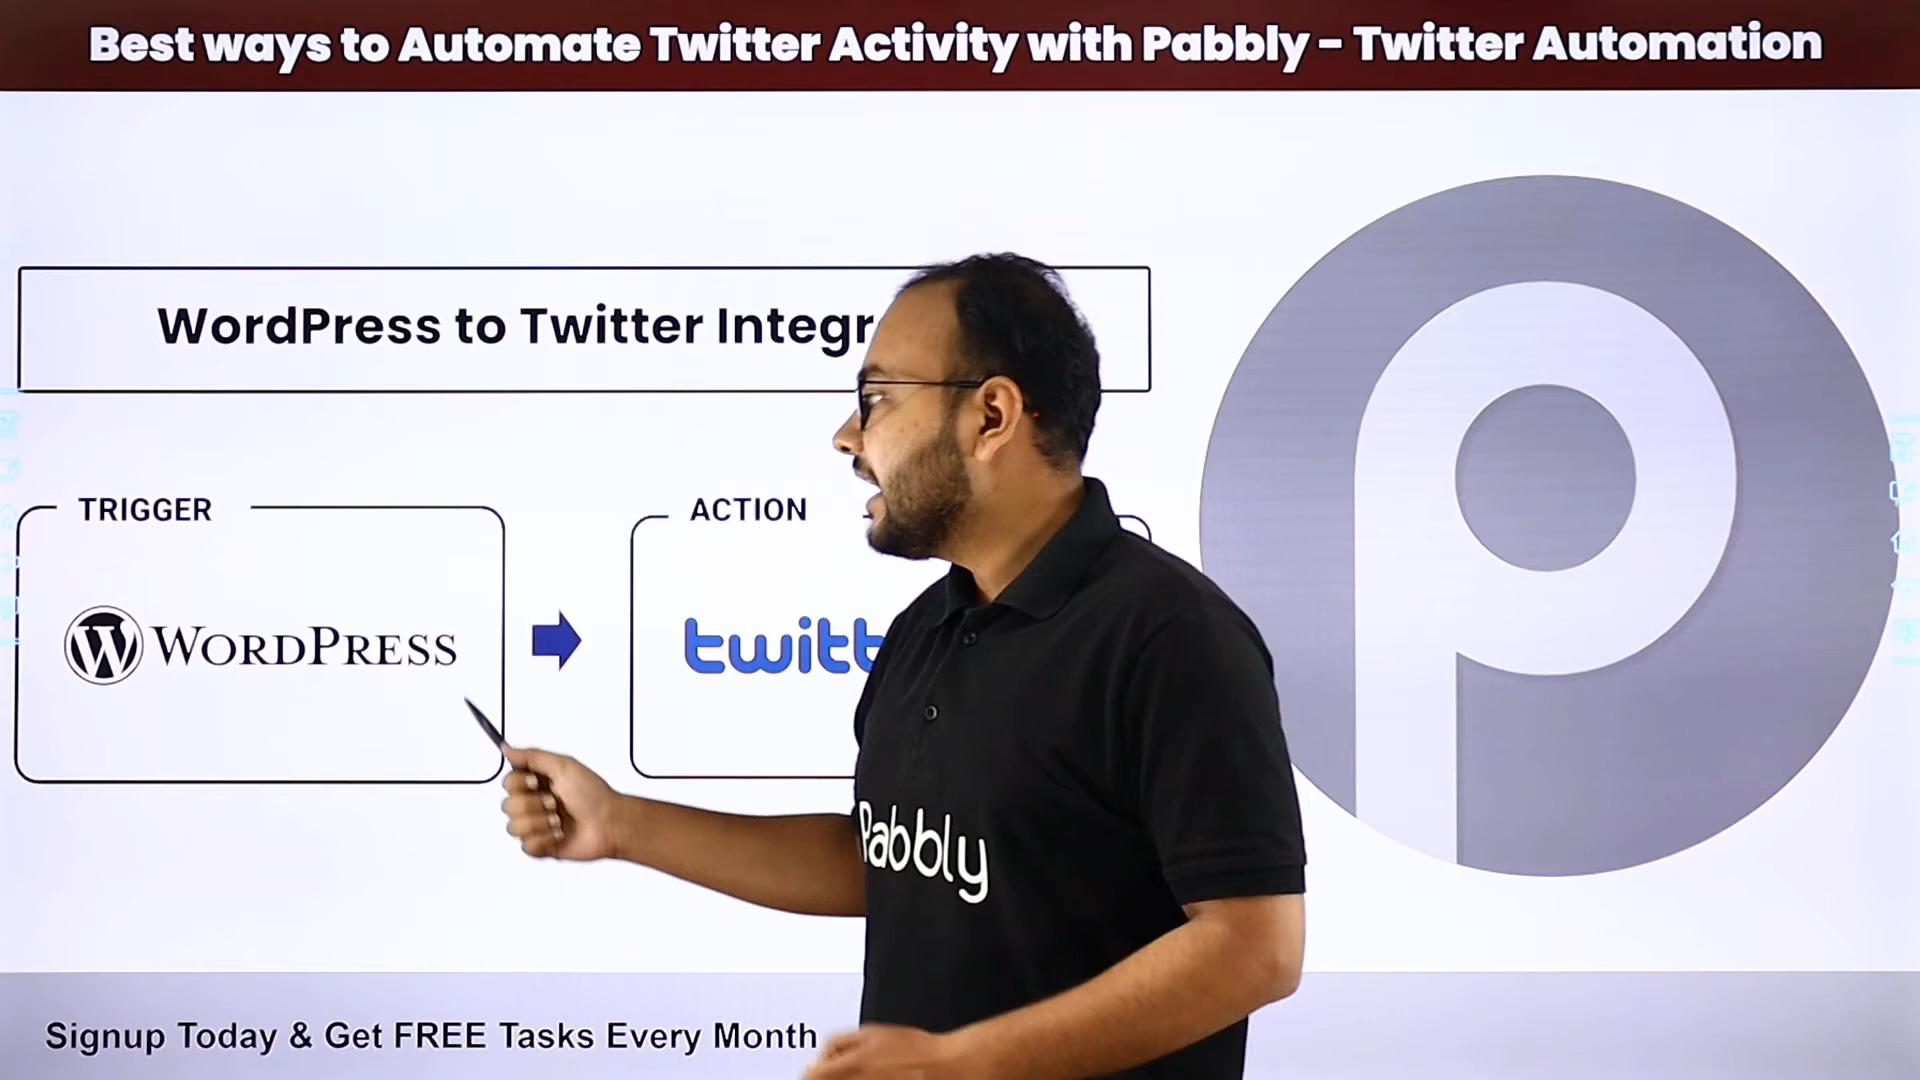 Best ways to Automate Twitter Activity with Pabbly - Twitter Automation
WordPress to Twitter Integr
TRIGGER
ACTION
WORDPRESS
twitt
Pabbly
Signup Today & Get FREE Tasks Every Month